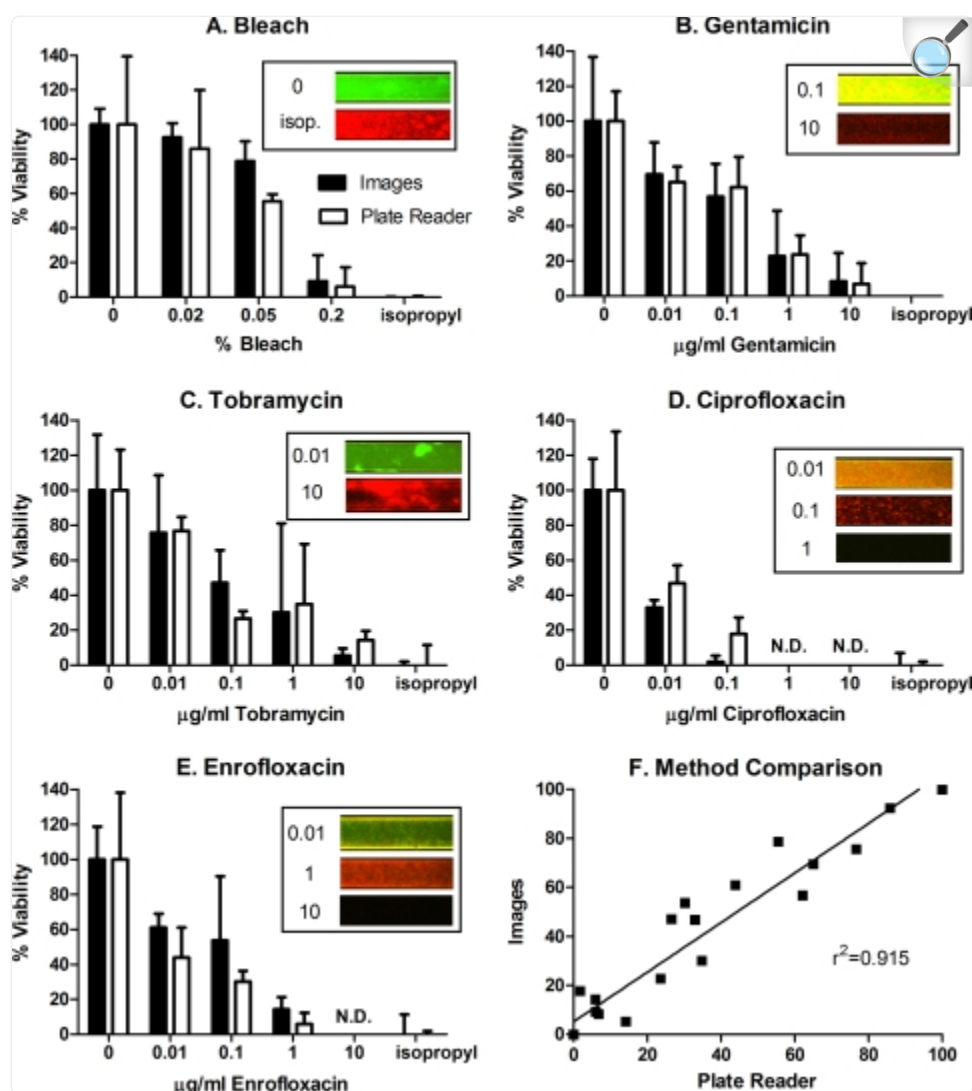 A. Bleach
140
120
100
80
60
40
20
0
% Viability
0
isop.
Images
Plate Reader
0 0.02 0.05 0.2 isopropyl
% Bleach
B. Gentamicin
140
120
100
80
60
40
20
0
% Viability
0.1
10
0 0.01 0.1 1 10 isopropyl
μg/ml Gentamicin
C. Tobramycin
140
120
100
80
60
40
20
0
% Viability
0.01
10
0 0.01 0.1 1 10 isopropyl
μg/ml Tobramycin
D. Ciprofloxacin
140
120
100
80
60
40
20
0
% Viability
0.01
0.1
1
N.D. N.D.
0 0.01 0.1 1 10 isopropyl
μg/ml Ciprofloxacin
E. Enrofloxacin
140
120
100
80
60
40
20
0
% Viability
0.01
1
10
N.D.
0 0.01 0.1 1 10 isopropyl
μg/ml Enrofloxacin
F. Method Comparison
100
80
60
40
20
0
Images
r²=0.915
0 20 40 60 80 100
Plate Reader